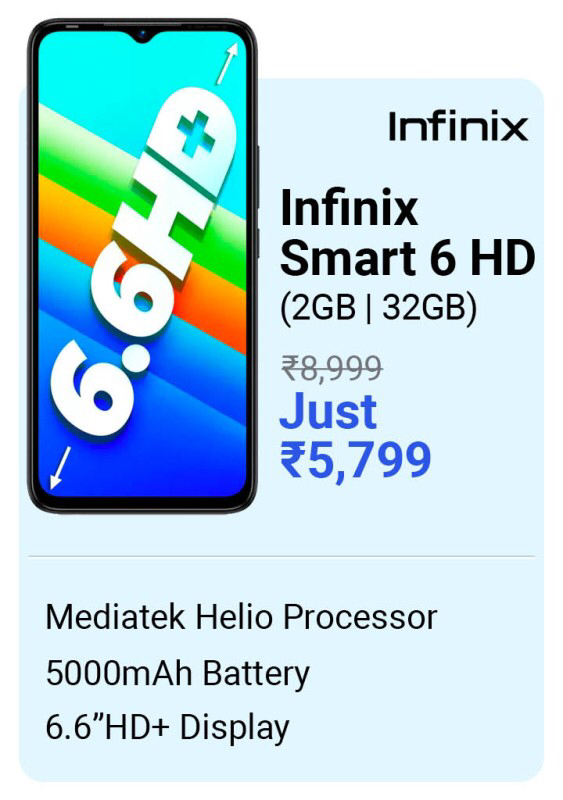 6.6HD+
Infinix
Infinix
Smart 6 HD
(2GB | 32GB)
₹8,999
Just
₹5,799
Mediatek Helio Processor
5000mAh Battery
6.6”HD+ Display